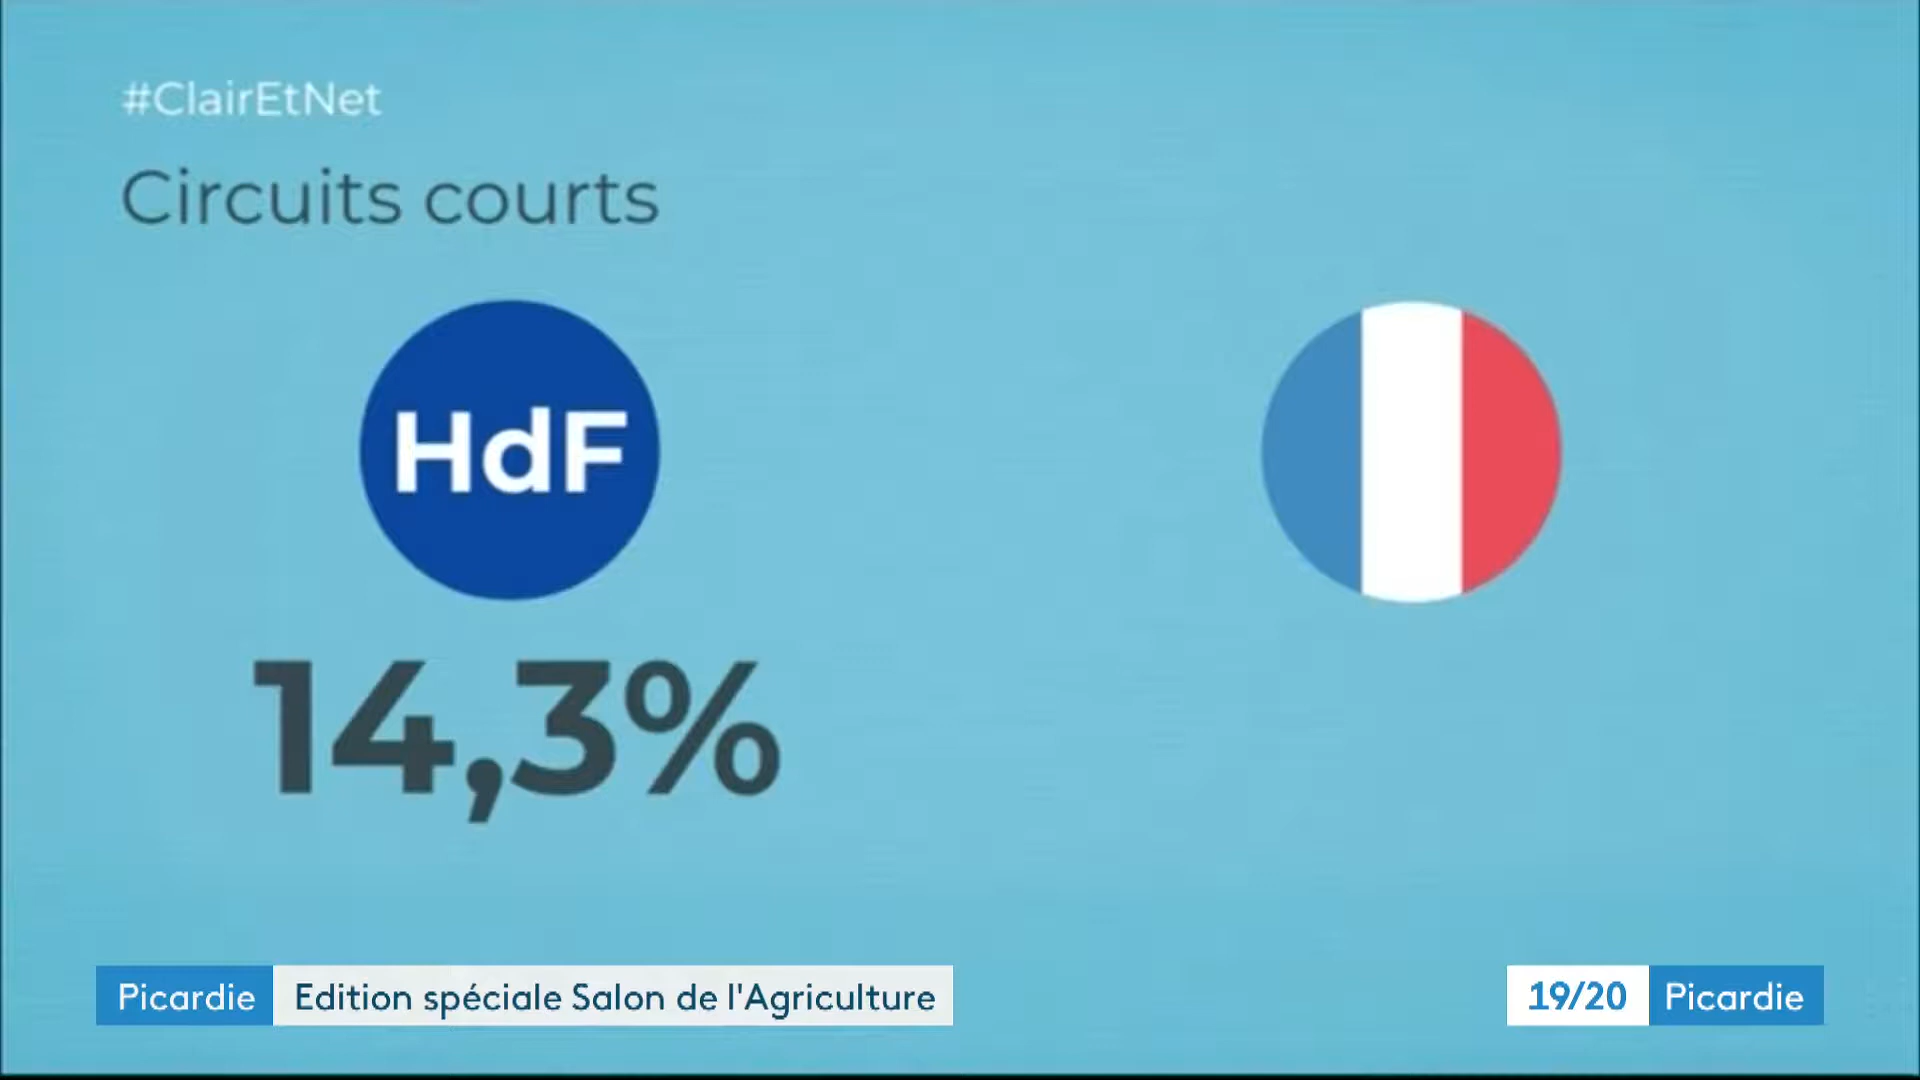 #ClairEtNet
Circuits courts
HdF
14,3%
Picardie Edition spéciale Salon de l'Agriculture
19/20 Picardie